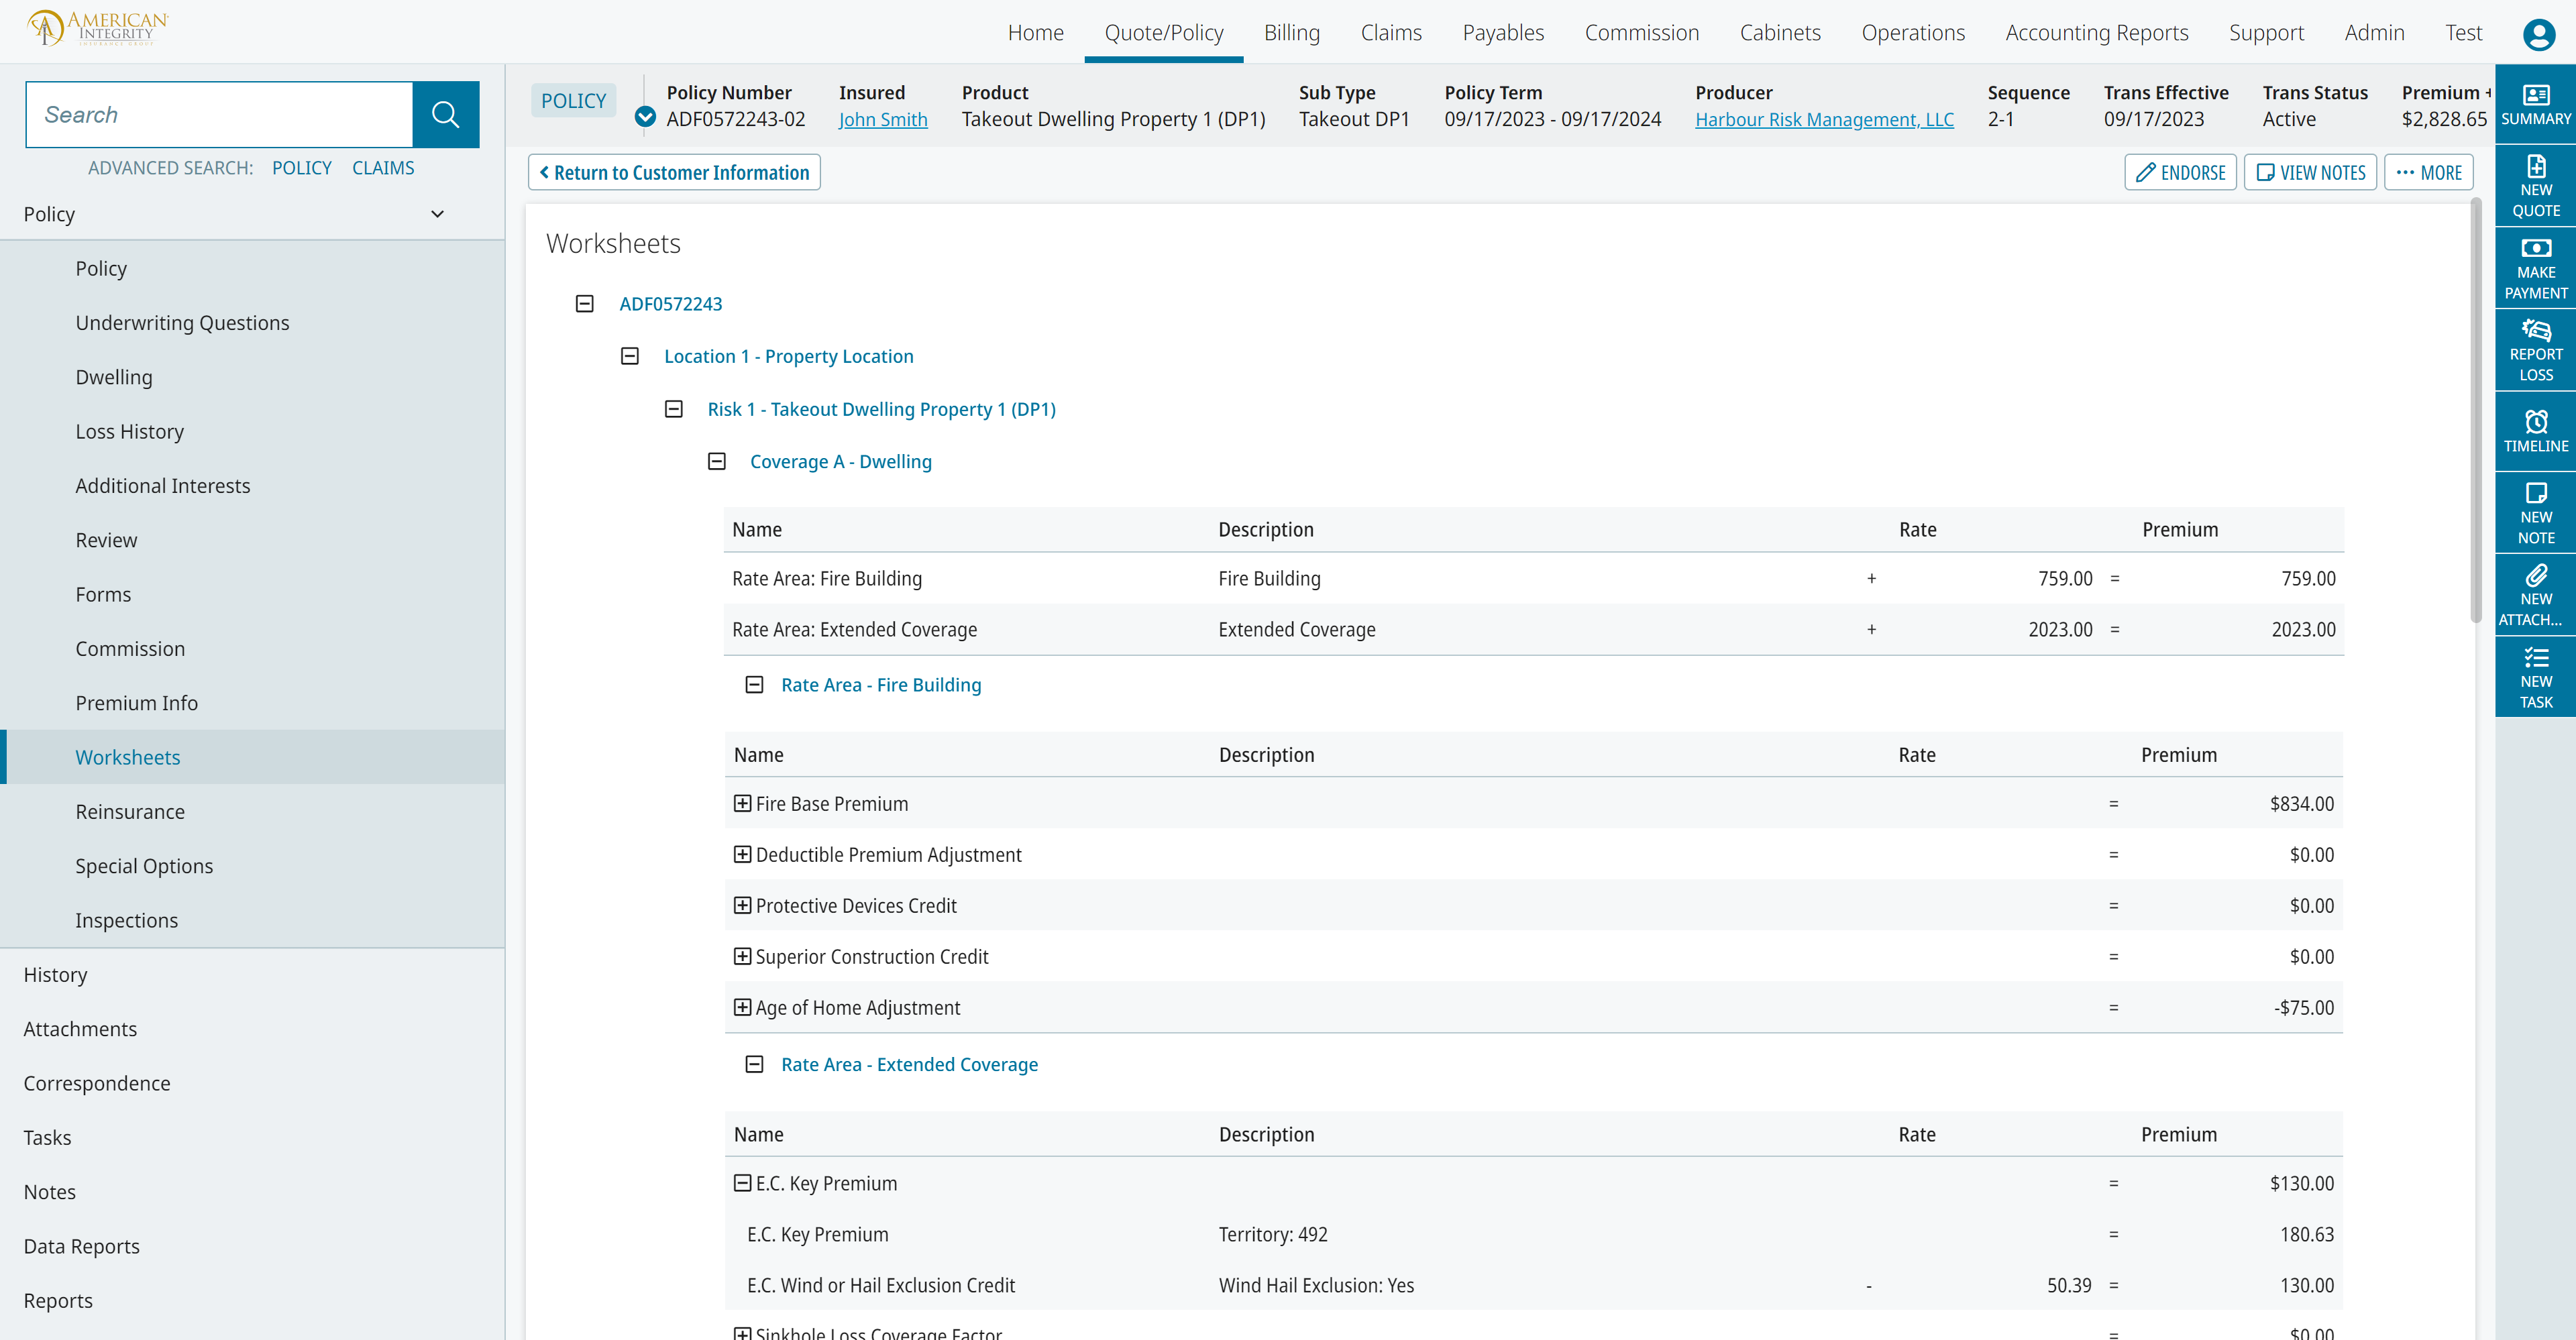 AMERICAN
INTEGRITY
INSURANCE GROUP
Home Quote/Policy Billing Claims Payables Commission Cabinets Operations Accounting Reports Support Admin Test
Search
ADVANCED SEARCH: POLICY CLAIMS
Policy
Policy
Underwriting Questions
Dwelling
Loss History
Additional Interests
Review
Forms
Commission
Premium Info
Worksheets
Reinsurance
Special Options
Inspections
History
Attachments
Correspondence
Tasks
Notes
Data Reports
Reports
POLICY
Policy Number Insured Product Sub Type Policy Term Producer Sequence Trans Effective Trans Status Premium +
ADF0572243-02 John Smith Takeout Dwelling Property 1 (DP1) Takeout DP1 09/17/2023 - 09/17/2024 Harbour Risk Management, LLC 2-1 09/17/2023 Active $2,828.65
Return to Customer Information
ENDORSE VIEW NOTES ... MORE
Worksheets
ADF0572243
Location 1 - Property Location
Risk 1 - Takeout Dwelling Property 1 (DP1)
Coverage A - Dwelling
Name Description Rate Premium
Rate Area: Fire Building Fire Building + 759.00 = 759.00
Rate Area: Extended Coverage Extended Coverage + 2023.00 = 2023.00
Rate Area - Fire Building
Name Description Rate Premium
Fire Base Premium = $834.00
Deductible Premium Adjustment = $0.00
Protective Devices Credit = $0.00
Superior Construction Credit = $0.00
Age of Home Adjustment = -$75.00
Rate Area - Extended Coverage
Name Description Rate Premium
E.C. Key Premium = $130.00
E.C. Key Premium Territory: 492 = 180.63
E.C. Wind or Hail Exclusion Credit Wind Hail Exclusion: Yes - 50.39 = 130.00
Sinkhole Loss Coverage Factor = $0.00
SUMMARY
NEW
QUOTE
MAKE
PAYMENT
REPORT
LOSS
TIMELINE
NEW
NOTE
NEW
ATTACH...
NEW
TASK